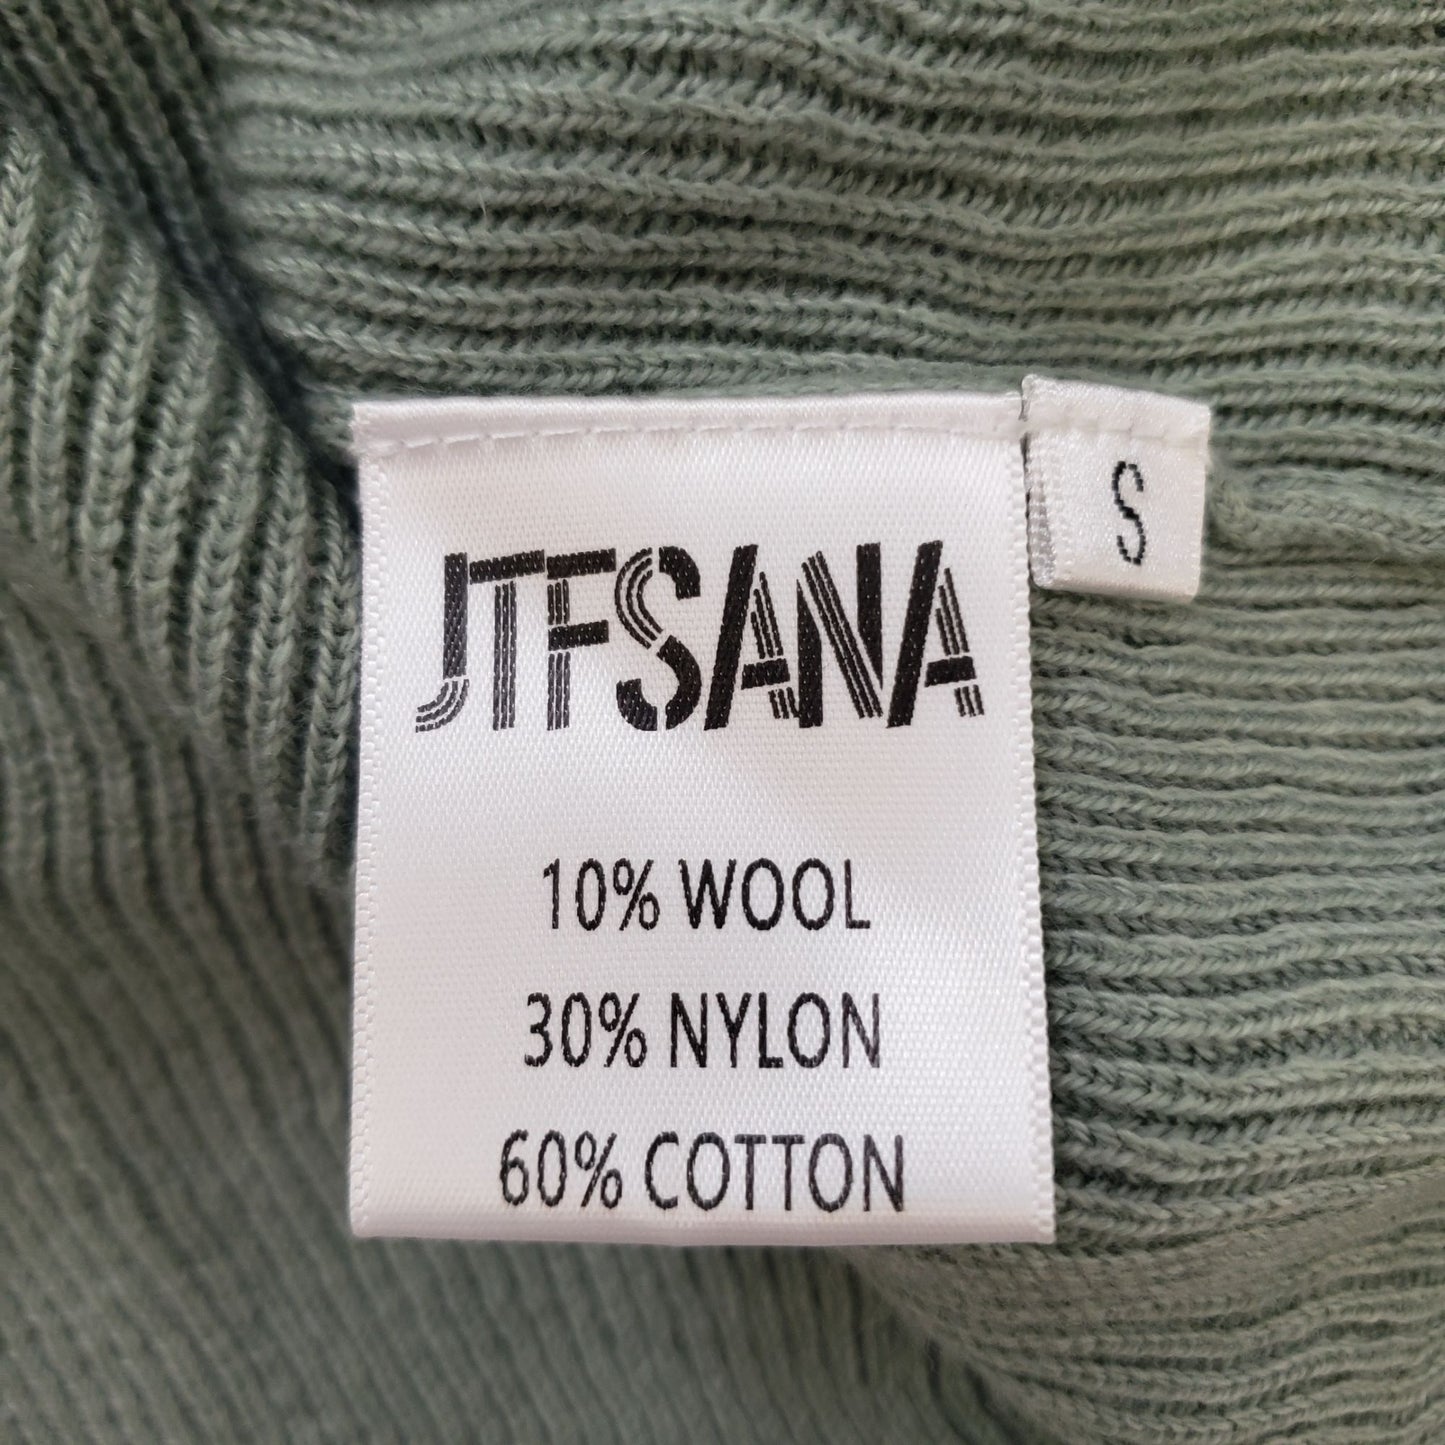 JTFSANA
S
10% WOOL
30% NYLON
60% COTTON